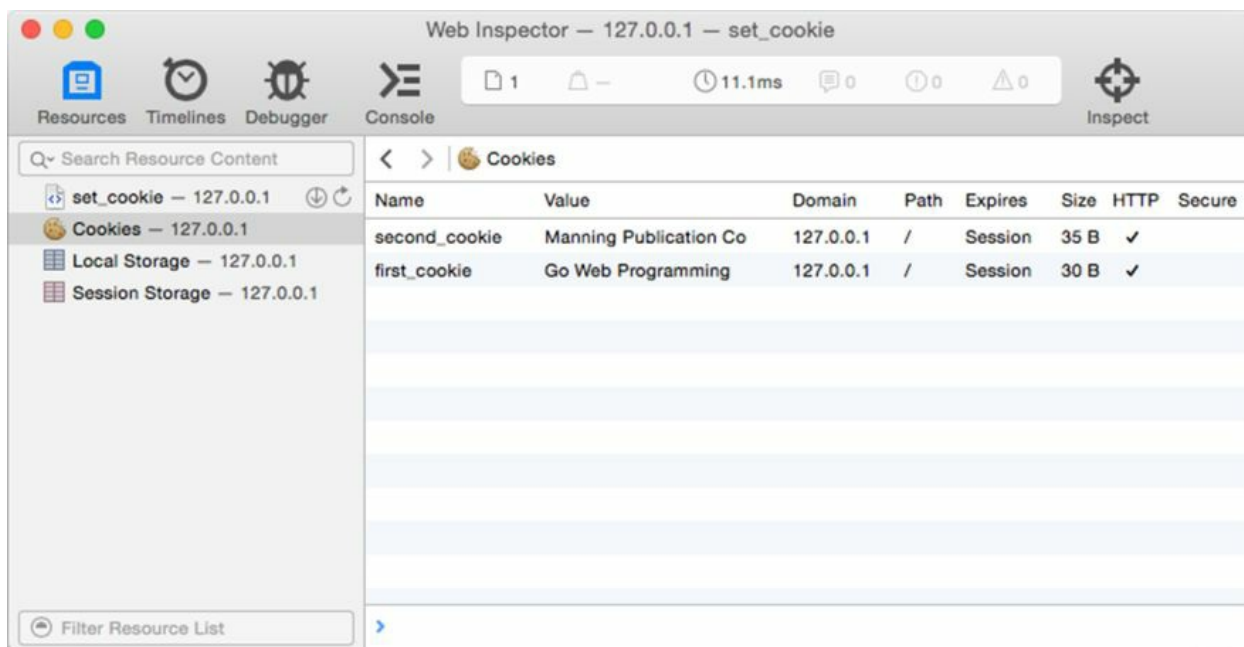 Web Inspector — 127.0.0.1 — set_cookie
1 — 11.1ms 0 0 0
Resources Timelines Debugger Console Inspect
Search Resource Content
set_cookie — 127.0.0.1
Cookies — 127.0.0.1
Local Storage — 127.0.0.1
Session Storage — 127.0.0.1
Filter Resource List
Cookies
Name Value Domain Path Expires Size HTTP Secure
second_cookie Manning Publication Co 127.0.0.1 / Session 35 B ✓
first_cookie Go Web Programming 127.0.0.1 / Session 30 B ✓